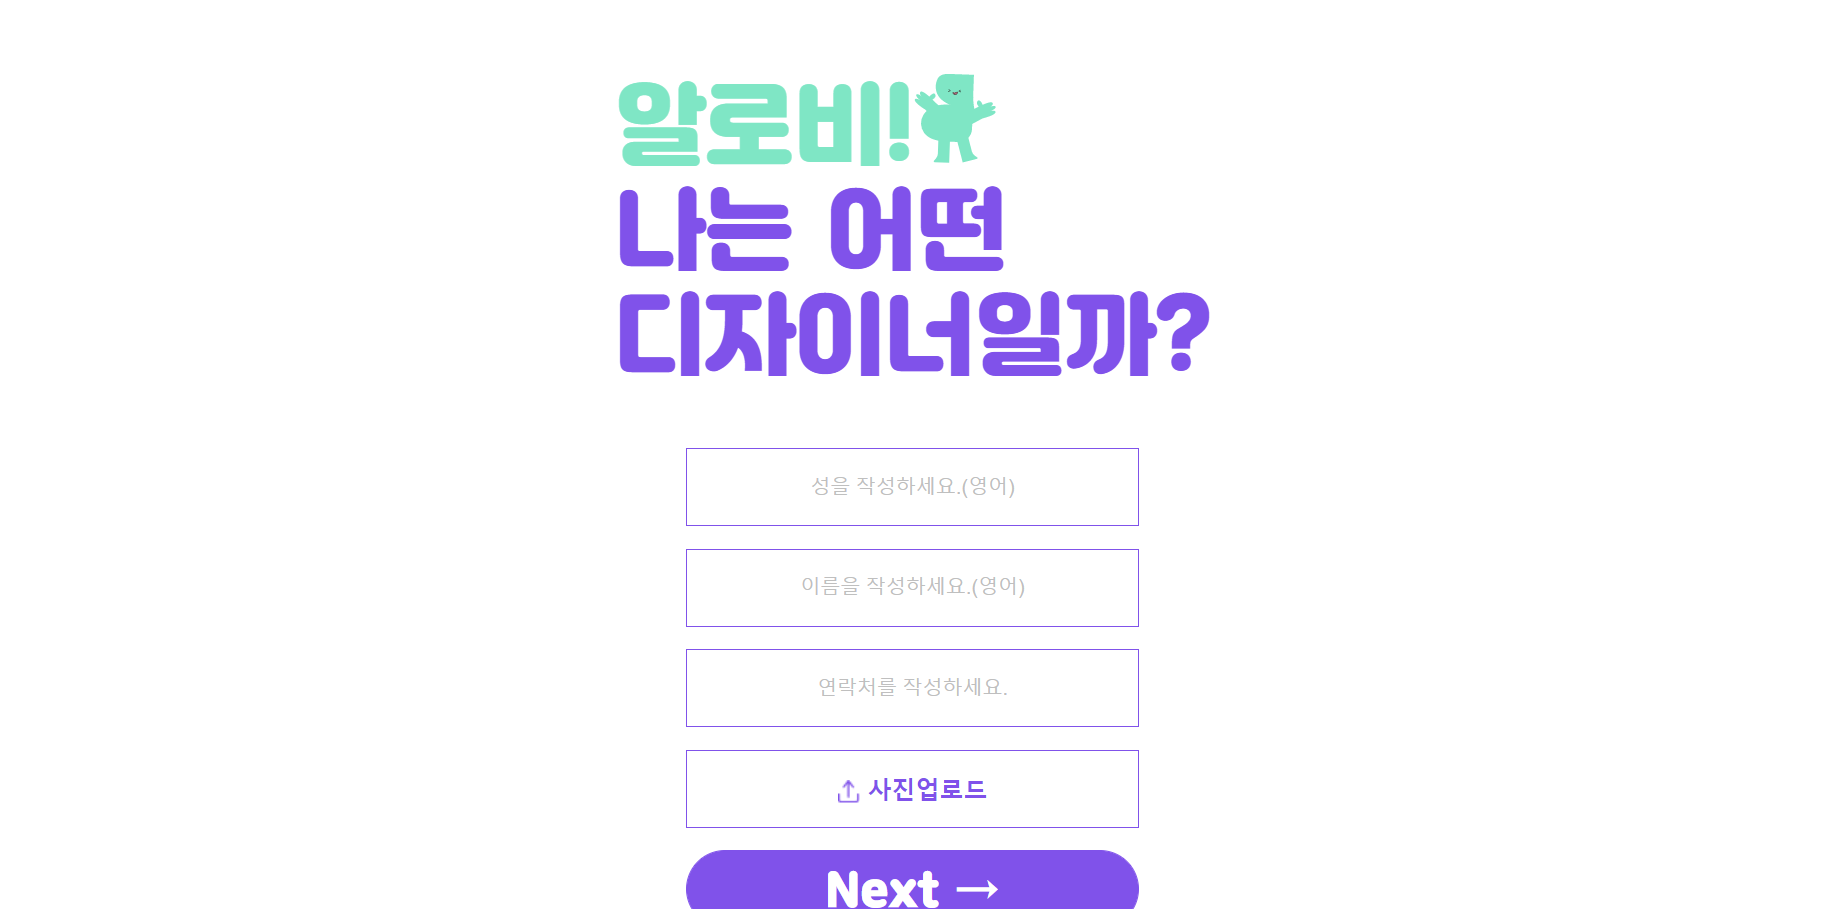 알로비!
나는 어떤
디자이너일까?
성을 작성하세요.(영어)
이름을 작성하세요.(영어)
연락처를 작성하세요.
사진업로드
Next →